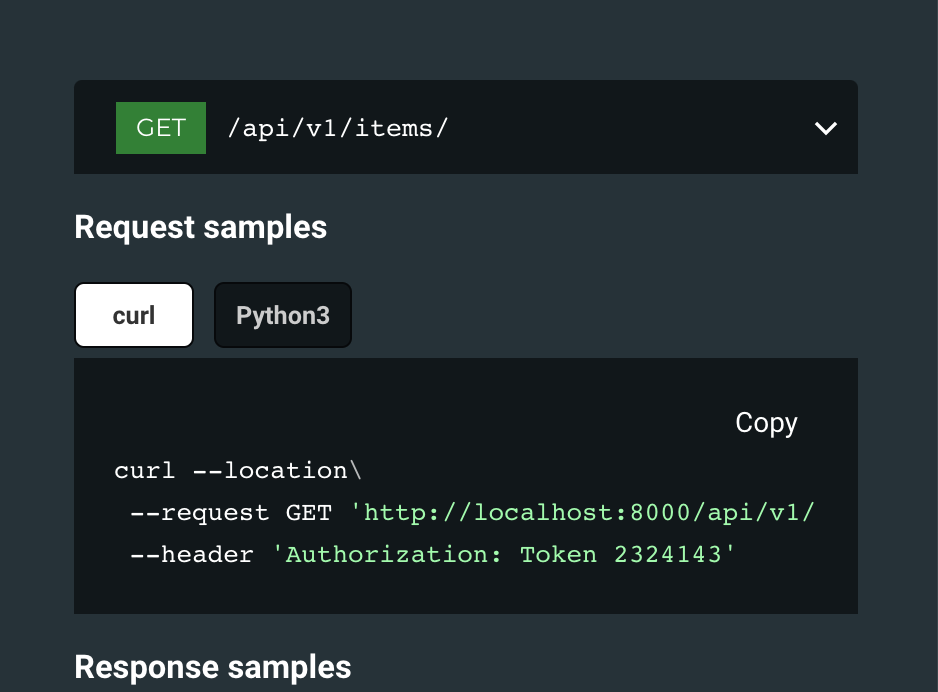 GET /api/v1/items/
Request samples
curl Python3
Copy
curl --location\
--request GET 'http://localhost:8000/api/v1/
--header 'Authorization: Token 2324143'
Response samples